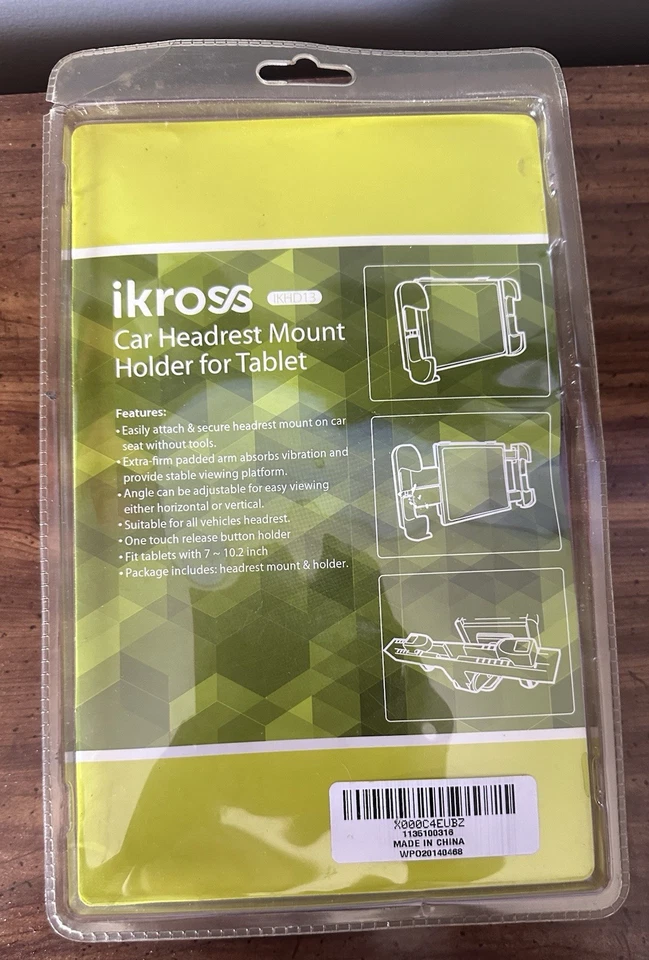 ikross IKHD13
Car Headrest Mount
Holder for Tablet
Features:
• Easily attach & secure headrest mount on car
seat without tools.
• Extra-firm padded arm absorbs vibration and
provide stable viewing platform.
• Angle can be adjustable for easy viewing
either horizontal or vertical.
• Suitable for all vehicles headrest.
• One touch release button holder
• Fit tablets with 7 ~ 10.2 inch
• Package includes: headrest mount & holder.
X000C4EUBZ
1135100316
MADE IN CHINA
WPO20140468